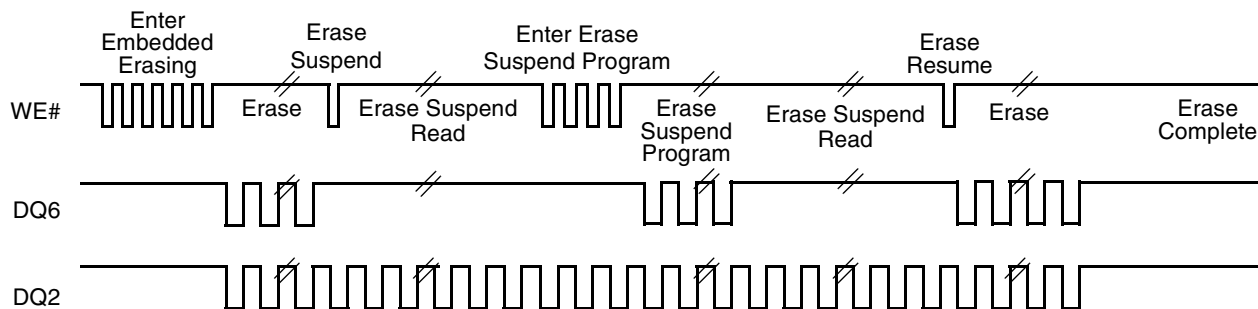 Enter
Embedded
Erasing
Erase
Suspend
Enter Erase
Suspend Program
Erase
Resume
WE#
Erase
Erase Suspend
Read
Erase
Suspend
Program
Erase Suspend
Read
Erase
Erase
Complete
DQ6
DQ2